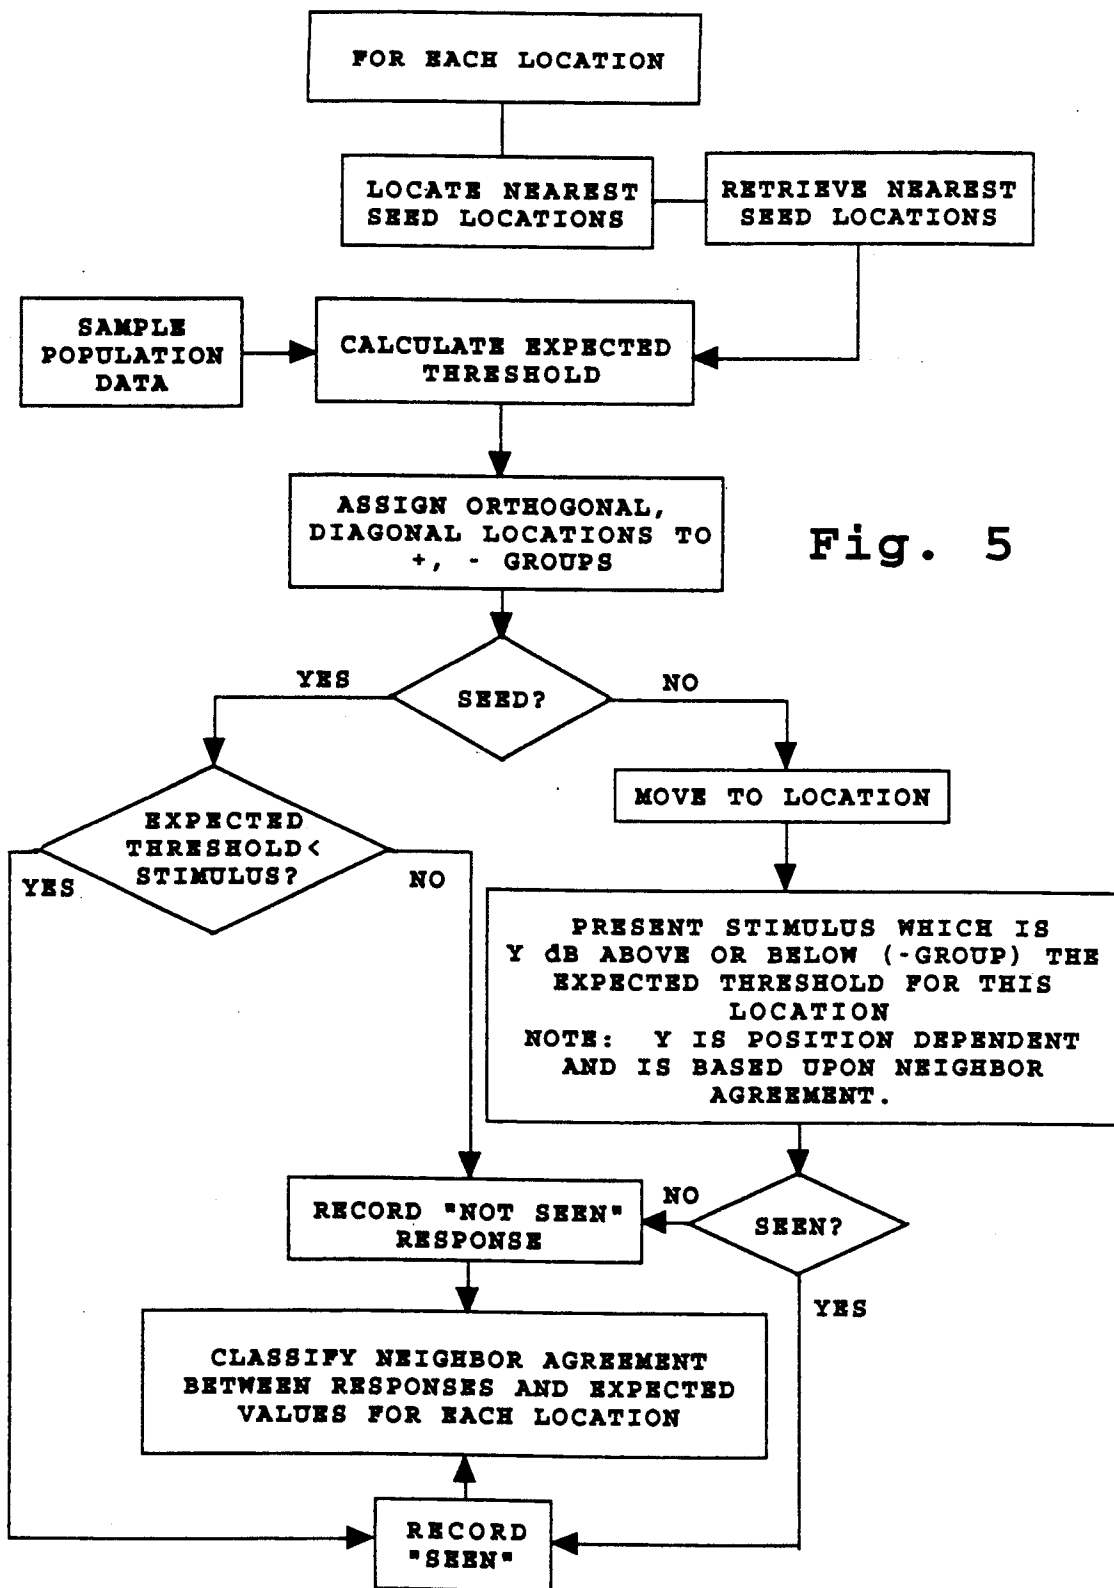 FOR EACH LOCATION
LOCATE NEAREST
SEED LOCATIONS
RETRIEVE NEAREST
SEED LOCATIONS
SAMPLE
POPULATION
DATA
CALCULATE EXPECTED
THRESHOLD
ASSIGN ORTHOGONAL,
DIAGONAL LOCATIONS TO
+, - GROUPS
Fig. 5
YES
SEED?
NO
EXPECTED
THRESHOLD<
STIMULUS?
YES
NO
MOVE TO LOCATION
PRESENT STIMULUS WHICH IS
Y dB ABOVE OR BELOW (-GROUP) THE
EXPECTED THRESHOLD FOR THIS
LOCATION
NOTE: Y IS POSITION DEPENDENT
AND IS BASED UPON NEIGHBOR
AGREEMENT.
RECORD "NOT SEEN"
RESPONSE
NO
SEEN?
YES
CLASSIFY NEIGHBOR AGREEMENT
BETWEEN RESPONSES AND EXPECTED
VALUES FOR EACH LOCATION
RECORD
"SEEN"